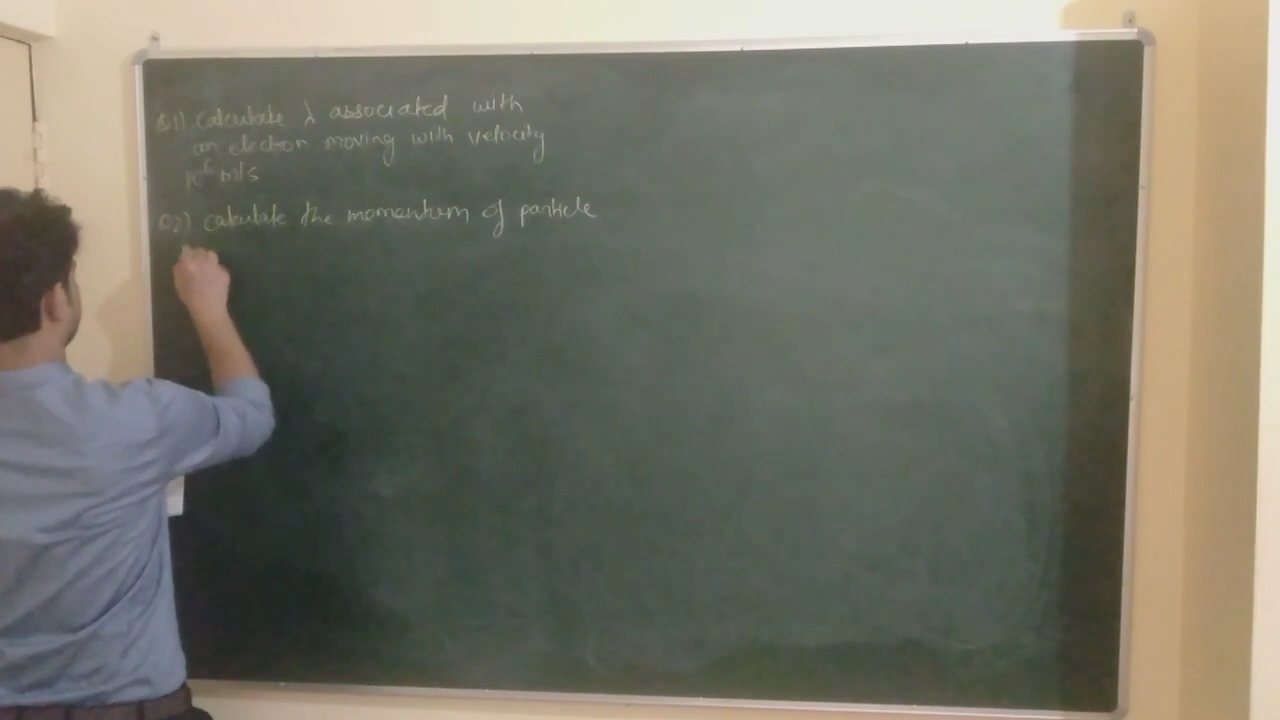 Q1) Calculate λ associated with
an electron moving with velocity
10⁶ m/s
Q2) Calculate the momentum of particle